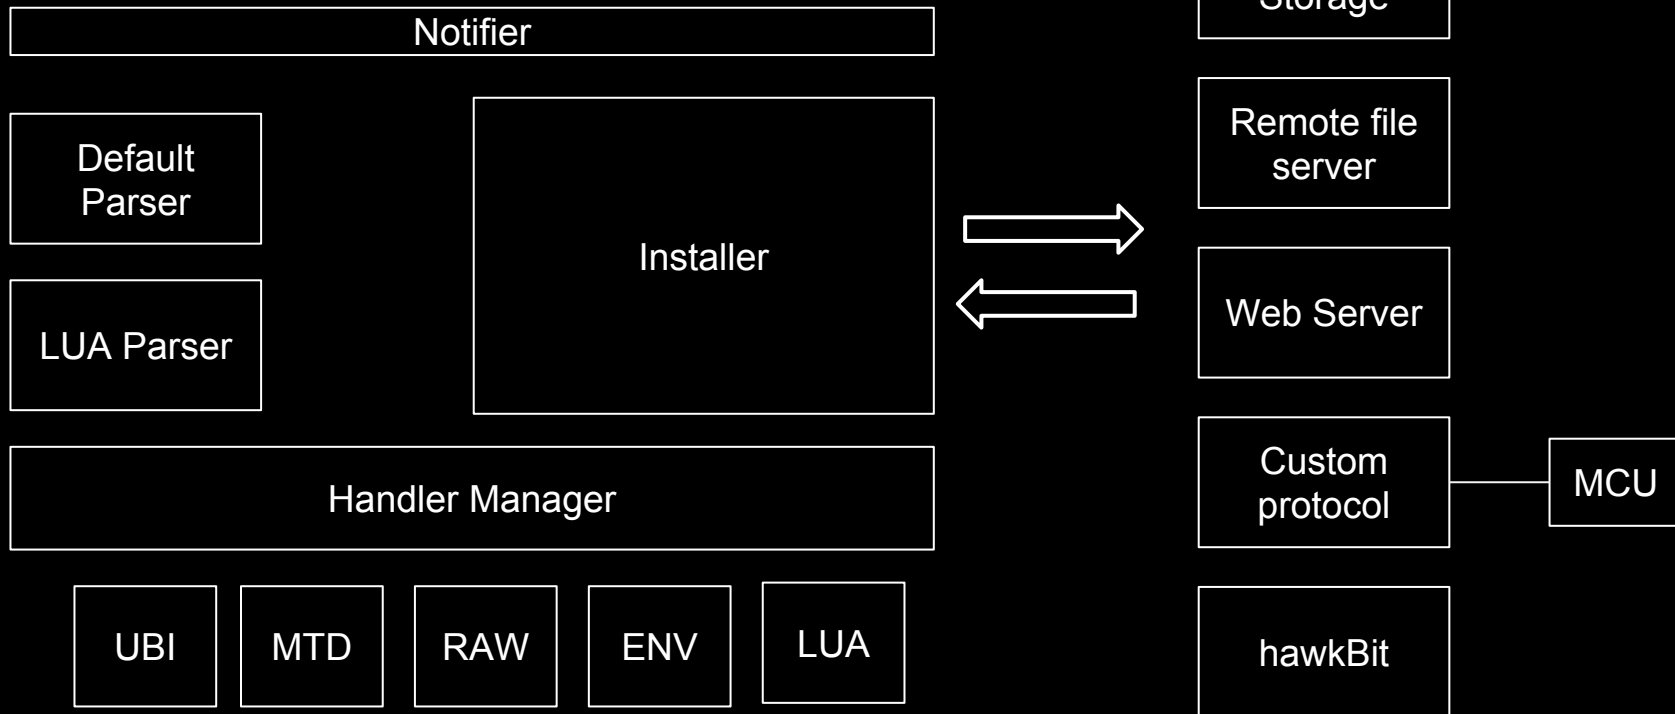 Notifier
Default
Parser
LUA Parser
Installer
Handler Manager
UBI
MTD
RAW
ENV
LUA
Storage
Remote file
server
Web Server
Custom
protocol
MCU
hawkBit